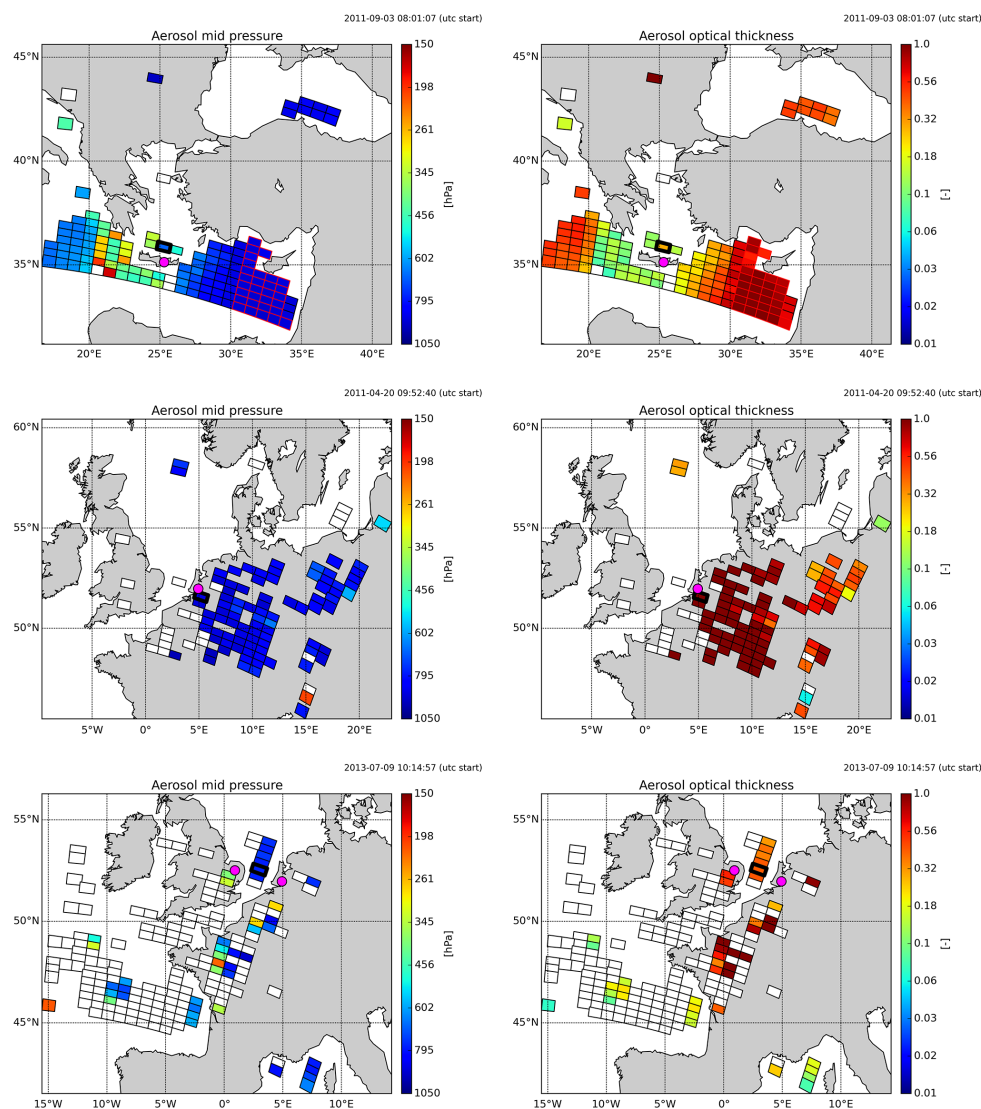 2011-09-03 08:01:07 (utc start)
Aerosol mid pressure
45°N
40°N
35°N
20°E 25°E 30°E 35°E 40°E
150
198
261
345
456
602
795
1050
[hPa]
2011-09-03 08:01:07 (utc start)
Aerosol optical thickness
45°N
40°N
35°N
20°E 25°E 30°E 35°E 40°E
1.0
0.56
0.32
0.18
0.1
0.06
0.03
0.02
0.01
[-]
2011-04-20 09:52:40 (utc start)
Aerosol mid pressure
60°N
55°N
50°N
5°W 0° 5°E 10°E 15°E 20°E
150
198
261
345
456
602
795
1050
[hPa]
2011-04-20 09:52:40 (utc start)
Aerosol optical thickness
60°N
55°N
50°N
5°W 0° 5°E 10°E 15°E 20°E
1.0
0.56
0.32
0.18
0.1
0.06
0.03
0.02
0.01
[-]
2013-07-09 10:14:57 (utc start)
Aerosol mid pressure
55°N
50°N
45°N
15°W 10°W 5°W 0° 5°E 10°E
150
198
261
345
456
602
795
1050
[hPa]
2013-07-09 10:14:57 (utc start)
Aerosol optical thickness
55°N
50°N
45°N
15°W 10°W 5°W 0° 5°E 10°E
1.0
0.56
0.32
0.18
0.1
0.06
0.03
0.02
0.01
[-]